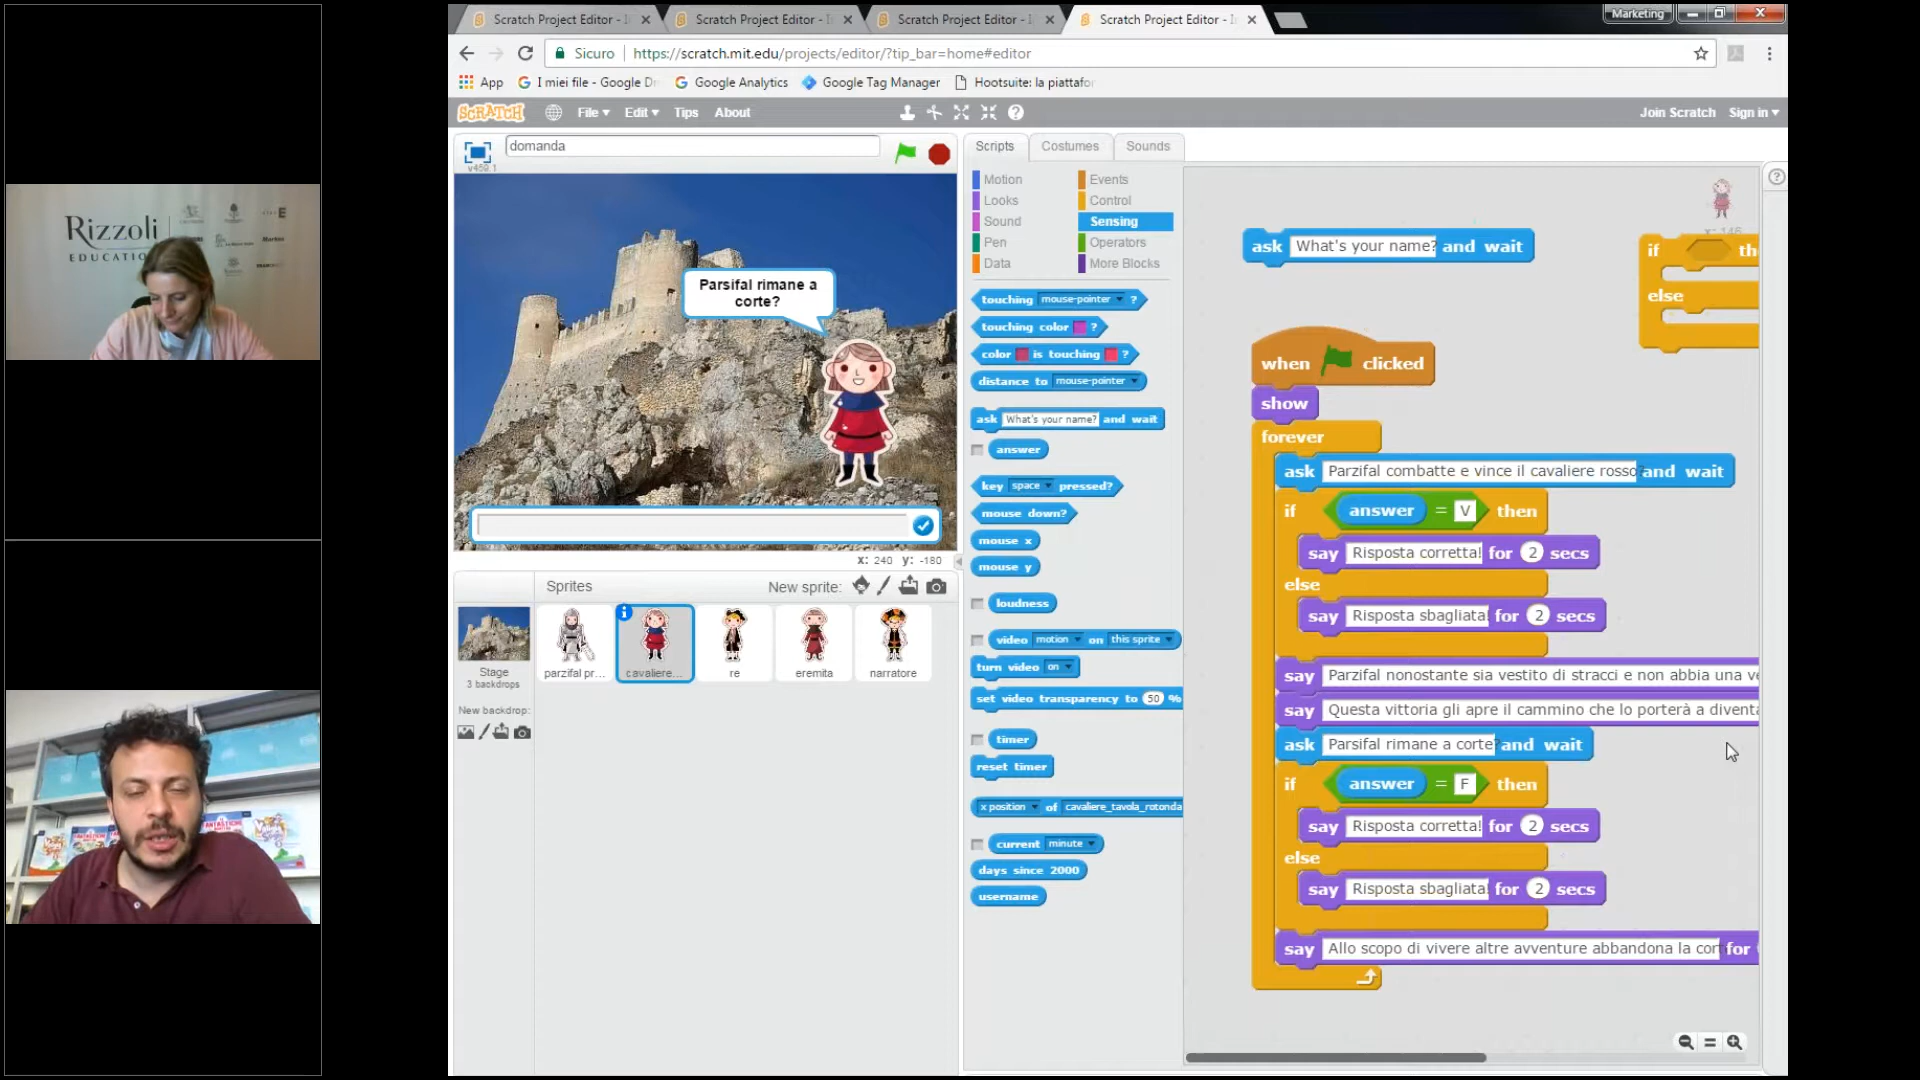 Rizzoli
EDUCATIO
Scratch Project Editor - I
Scratch Project Editor - I
Scratch Project Editor - I
Scratch Project Editor - I
Marketing
Sicuro
https://scratch.mit.edu/projects/editor/?tip_bar=home#editor
App
I miei file - Google Dr
Google Analytics
Google Tag Manager
Hootsuite: la piattafor
SCRATCH
File
Edit
Tips
About
Join Scratch
Sign in
v459.1
domanda
Parsifal rimane a
corte?
x: 240 y: -180
Sprites
New sprite:
Stage
3 backdrops
New backdrop:
parzifal pr...
cavaliere...
re
eremita
narratore
Scripts
Costumes
Sounds
Motion
Looks
Sound
Pen
Data
Events
Control
Sensing
Operators
More Blocks
touching mouse-pointer ?
touching color ?
color is touching ?
distance to mouse-pointer
ask What's your name? and wait
answer
key space pressed?
mouse down?
mouse x
mouse y
loudness
video motion on this sprite
turn video on
set video transparency to 50 %
timer
reset timer
x position of cavaliere_tavola_rotonda
current minute
days since 2000
username
x: 146
ask What's your name? and wait
if the
else
when clicked
show
forever
ask Parzifal combatte e vince il cavaliere rosso? and wait
if answer = V then
say Risposta corretta! for 2 secs
else
say Risposta sbagliata! for 2 secs
say Parzifal nonostante sia vestito di stracci e non abbia una ve
say Questa vittoria gli apre il cammino che lo porterà a diventa
ask Parsifal rimane a corte? and wait
if answer = F then
say Risposta corretta! for 2 secs
else
say Risposta sbagliata! for 2 secs
say Allo scopo di vivere altre avventure abbandona la cor for